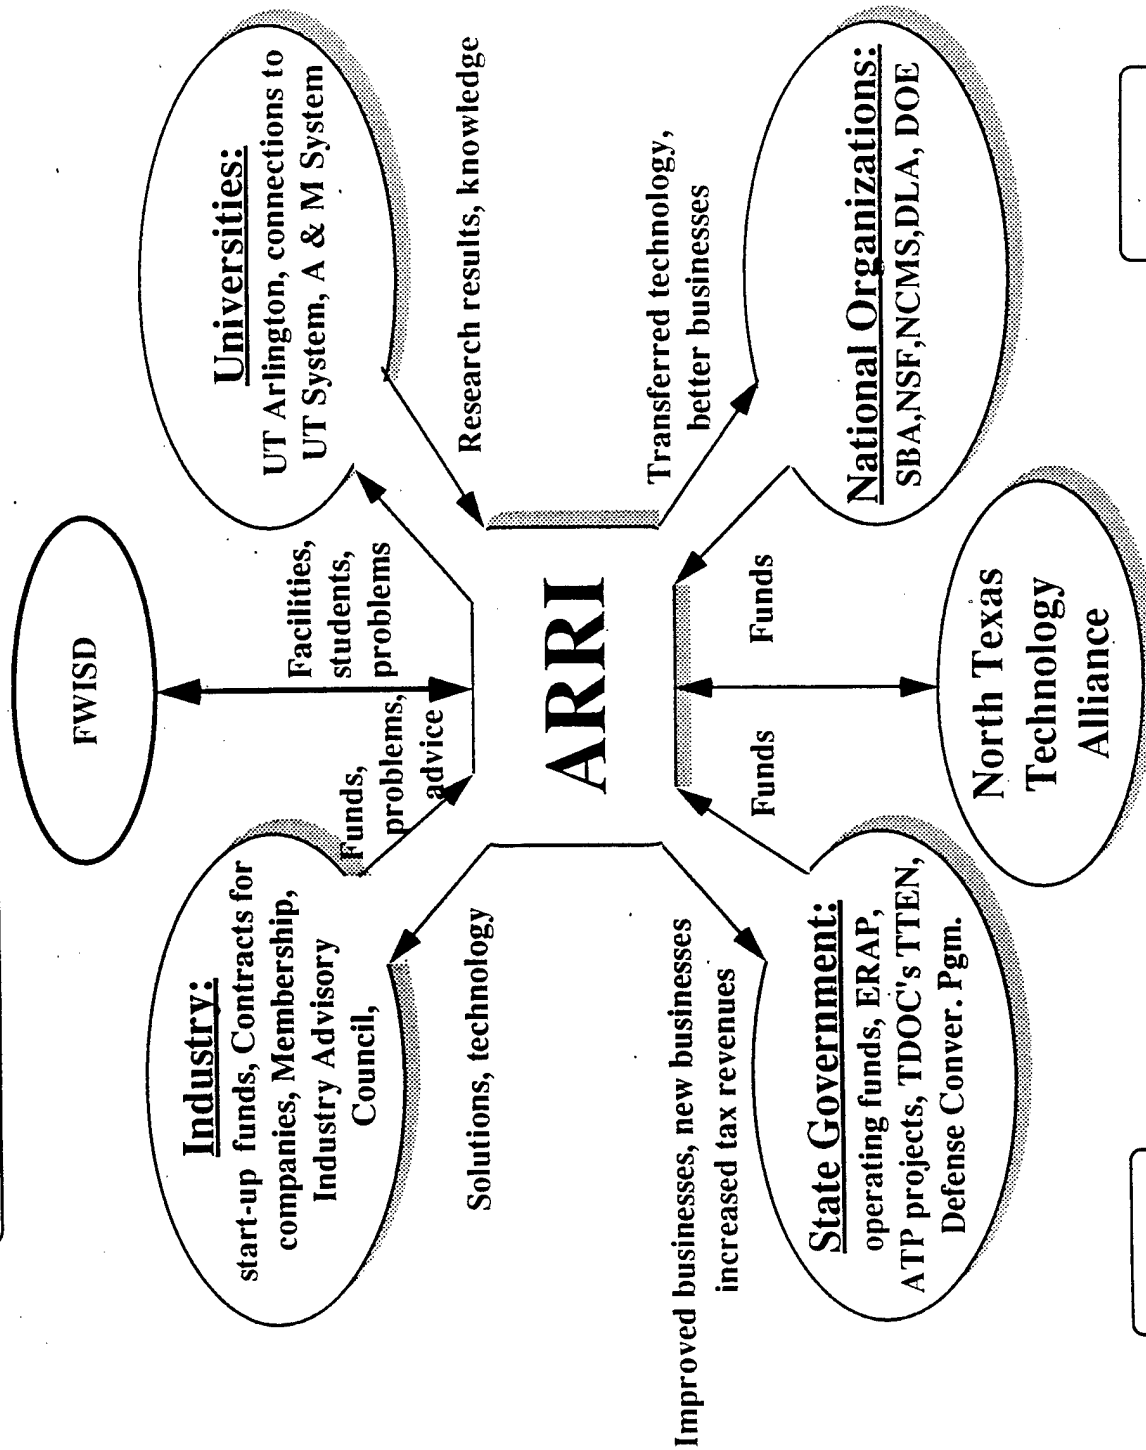 FWISD
Industry:
start-up funds, Contracts for
companies, Membership,
Industry Advisory
Council,
Funds,
problems,
advice
Facilities,
students,
problems
Universities:
UT Arlington, connections to
UT System, A & M System
Solutions, technology
Research results, knowledge
ARRI
Improved businesses, new businesses
increased tax revenues
Funds
Funds
Transferred technology,
better businesses
State Government:
operating funds, ERAP,
ATP projects, TDOC's TTEN,
Defense Conver. Pgm.
North Texas
Technology
Alliance
National Organizations:
SBA,NSF,NCMS,DLA, DOE